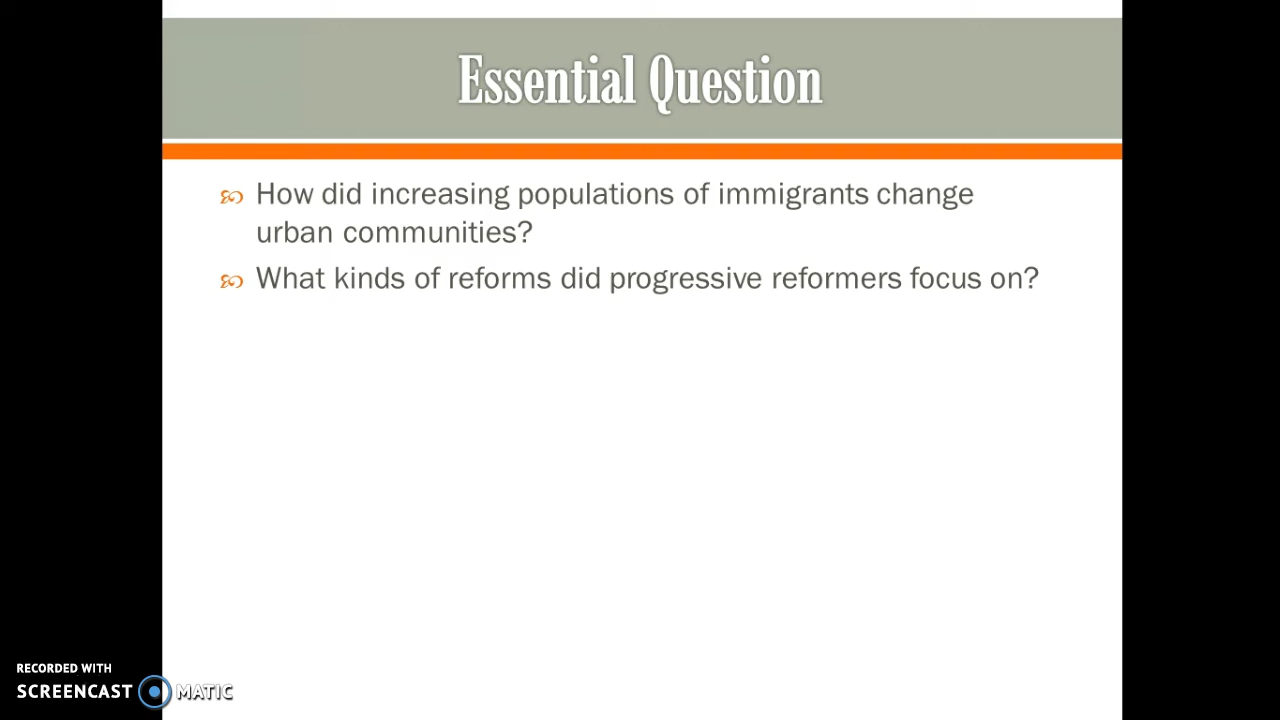 Essential Question
How did increasing populations of immigrants change
urban communities?
What kinds of reforms did progressive reformers focus on?
RECORDED WITH
SCREENCAST MATIC